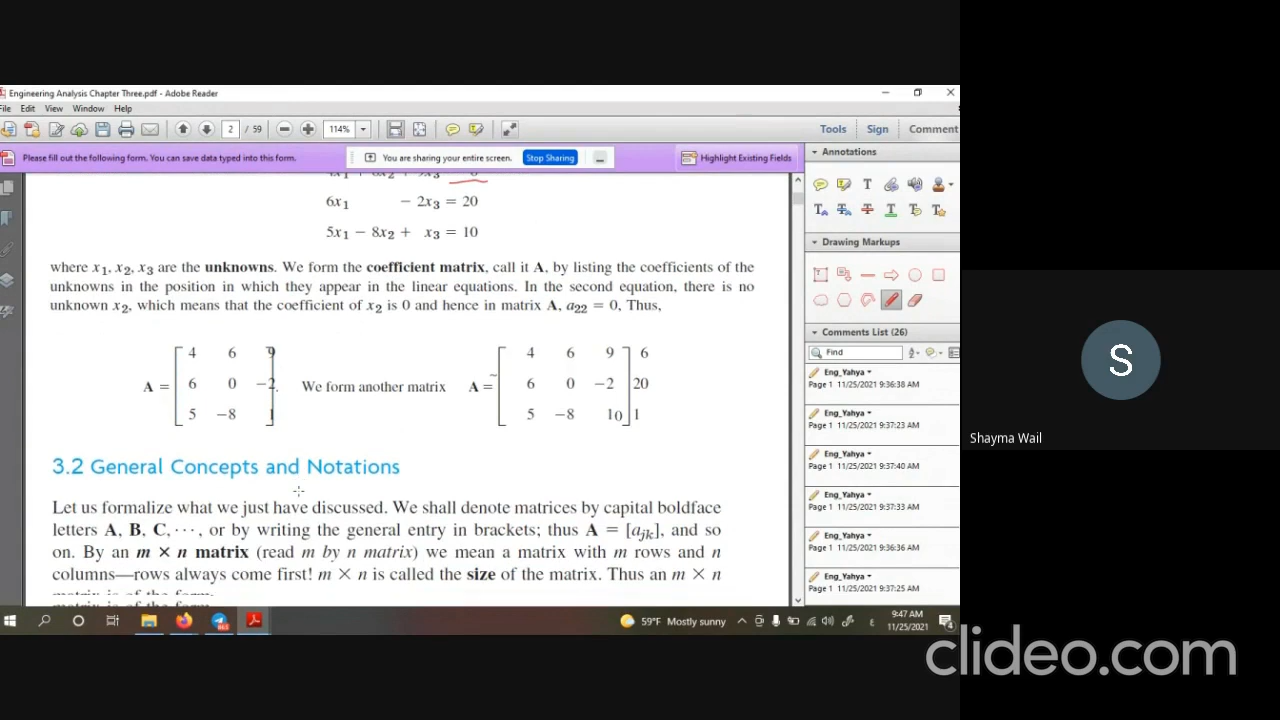 Engineering Analysis Chapter Three.pdf - Adobe Reader
File Edit View Window Help
2 / 59 114% Tools Sign Comment
Please fill out the following form. You can save data typed into this form. You are sharing your entire screen. Stop Sharing Highlight Existing Fields
6x1 − 2x3 = 20
5x1 − 8x2 + x3 = 10
where x1, x2, x3 are the unknowns. We form the coefficient matrix, call it A, by listing the coefficients of the
unknowns in the position in which they appear in the linear equations. In the second equation, there is no
unknown x2, which means that the coefficient of x2 is 0 and hence in matrix A, a22 = 0, Thus,
4 6 9 4 6 9 6
A = 6 0 −2. We form another matrix A = 6 0 −2 20
5 −8 1 5 −8 10 1
3.2 General Concepts and Notations
Let us formalize what we just have discussed. We shall denote matrices by capital boldface
letters A, B, C, ···, or by writing the general entry in brackets; thus A = [ajk], and so
on. By an m × n matrix (read m by n matrix) we mean a matrix with m rows and n
columns—rows always come first! m × n is called the size of the matrix. Thus an m × n
matrix is of the form
Annotations
Drawing Markups
Comments List (26)
Find
Eng_Yahya
Page 1 11/25/2021 9:36:38 AM
Eng_Yahya
Page 1 11/25/2021 9:37:23 AM
Eng_Yahya
Page 1 11/25/2021 9:37:40 AM
Eng_Yahya
Page 1 11/25/2021 9:37:33 AM
Eng_Yahya
Page 1 11/25/2021 9:36:36 AM
Eng_Yahya
Page 1 11/25/2021 9:37:25 AM
59°F Mostly sunny
9:47 AM
11/25/2021
4
S
Shayma Wail
clideo.com